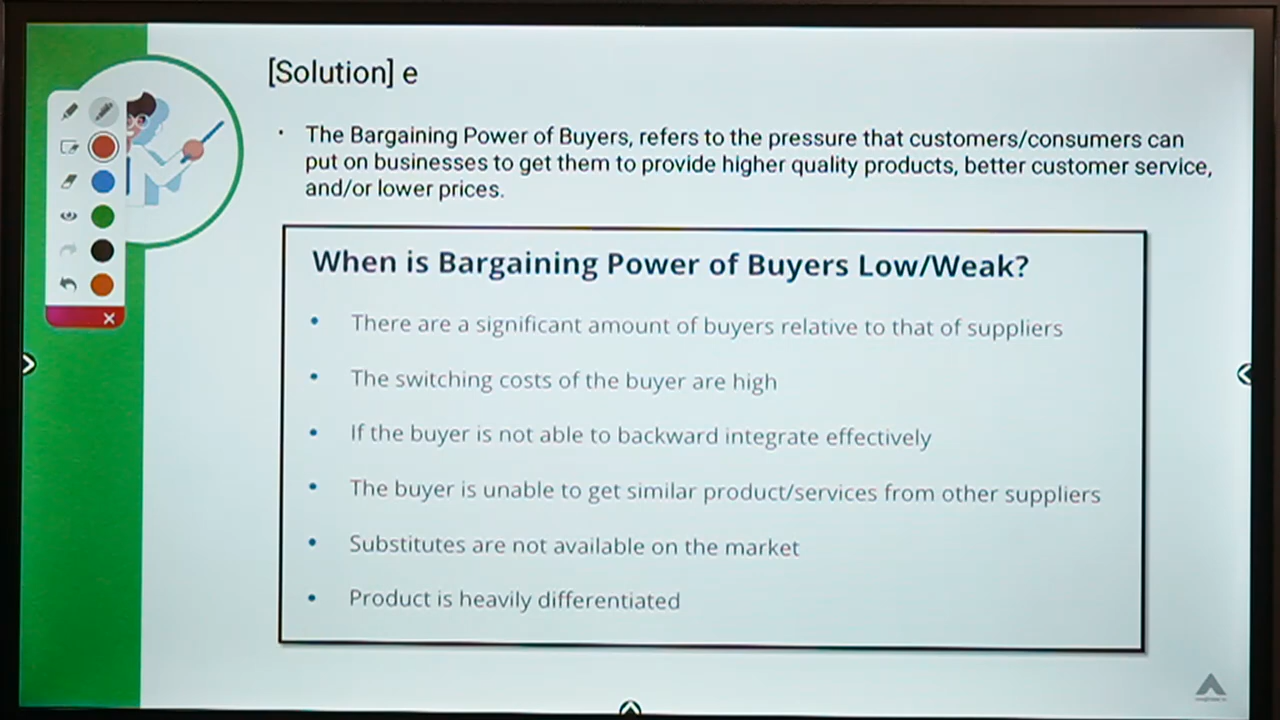 [Solution] e
· The Bargaining Power of Buyers, refers to the pressure that customers/consumers can
put on businesses to get them to provide higher quality products, better customer service,
and/or lower prices.
When is Bargaining Power of Buyers Low/Weak?
• There are a significant amount of buyers relative to that of suppliers
• The switching costs of the buyer are high
• If the buyer is not able to backward integrate effectively
• The buyer is unable to get similar product/services from other suppliers
• Substitutes are not available on the market
• Product is heavily differentiated